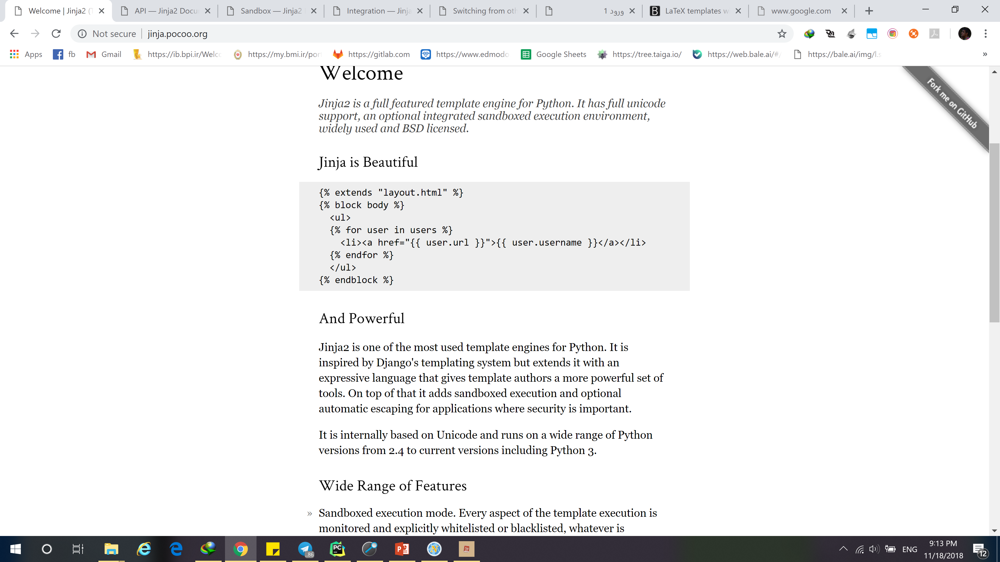 Welcome | Jinja2 (T
API — Jinja2 Docu
Sandbox — Jinja2
Integration — Jinja
Switching from oth
ورود 1
LaTeX templates w
www.google.com
Not secure
jinja.pocoo.org
Apps
fb
Gmail
https://ib.bpi.ir/Welc
https://my.bmi.ir/por
https://gitlab.com
https://www.edmodo
Google Sheets
https://tree.taiga.io/
https://web.bale.ai/#/
https://bale.ai/img/l.s
»
Fork me on GitHub
Welcome
Jinja2 is a full featured template engine for Python. It has full unicode
support, an optional integrated sandboxed execution environment,
widely used and BSD licensed.
Jinja is Beautiful
{% extends "layout.html" %}
{% block body %}
<ul>
{% for user in users %}
<li><a href="{{ user.url }}">{{ user.username }}</a></li>
{% endfor %}
</ul>
{% endblock %}
And Powerful
Jinja2 is one of the most used template engines for Python. It is
inspired by Django's templating system but extends it with an
expressive language that gives template authors a more powerful set of
tools. On top of that it adds sandboxed execution and optional
automatic escaping for applications where security is important.
It is internally based on Unicode and runs on a wide range of Python
versions from 2.4 to current versions including Python 3.
Wide Range of Features
» Sandboxed execution mode. Every aspect of the template execution is
monitored and explicitly whitelisted or blacklisted, whatever is
..86
PC
ENG
9:13 PM
11/18/2018
12